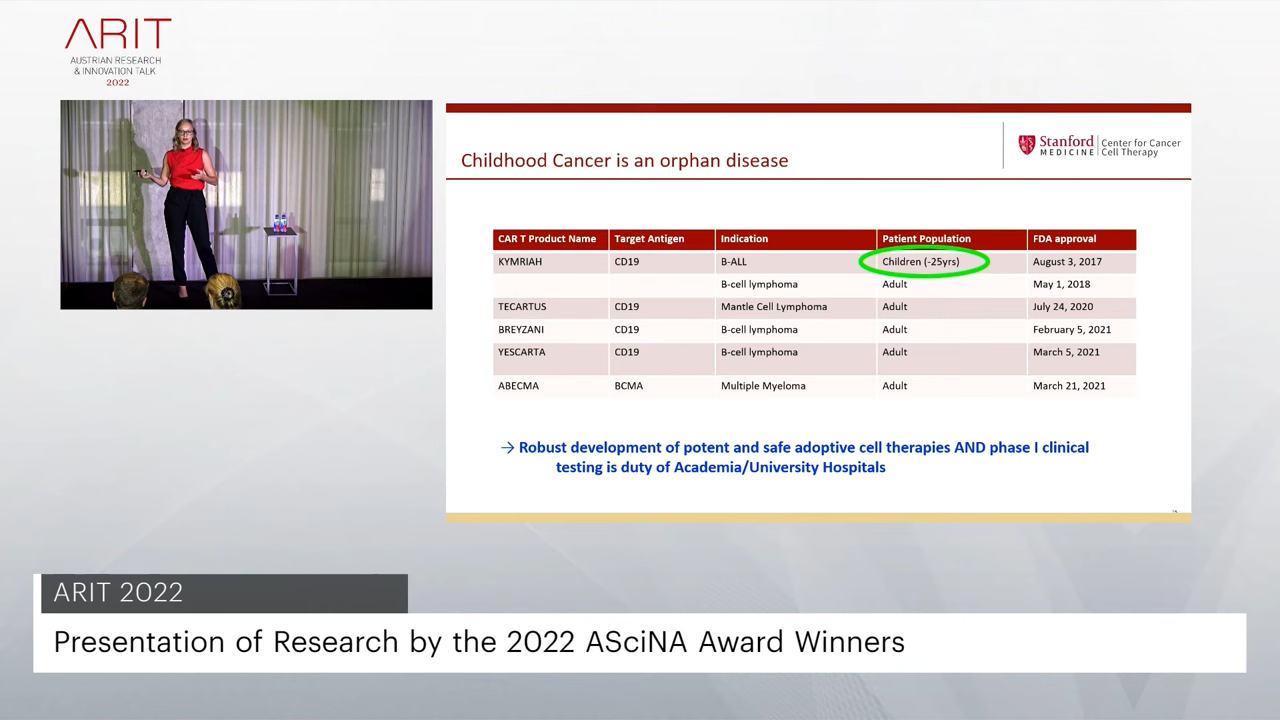 ARIT
AUSTRIAN RESEARCH
& INNOVATION TALK
2022
Childhood Cancer is an orphan disease
Stanford
MEDICINE
Center for Cancer
Cell Therapy
CAR T Product Name Target Antigen Indication Patient Population FDA approval
KYMRIAH CD19 B-ALL Children (-25yrs) August 3, 2017
B-cell lymphoma Adult May 1, 2018
TECARTUS CD19 Mantle Cell Lymphoma Adult July 24, 2020
BREYZANI CD19 B-cell lymphoma Adult February 5, 2021
YESCARTA CD19 B-cell lymphoma Adult March 5, 2021
ABECMA BCMA Multiple Myeloma Adult March 21, 2021
→ Robust development of potent and safe adoptive cell therapies AND phase I clinical
testing is duty of Academia/University Hospitals
ARIT 2022
Presentation of Research by the 2022 ASciNA Award Winners